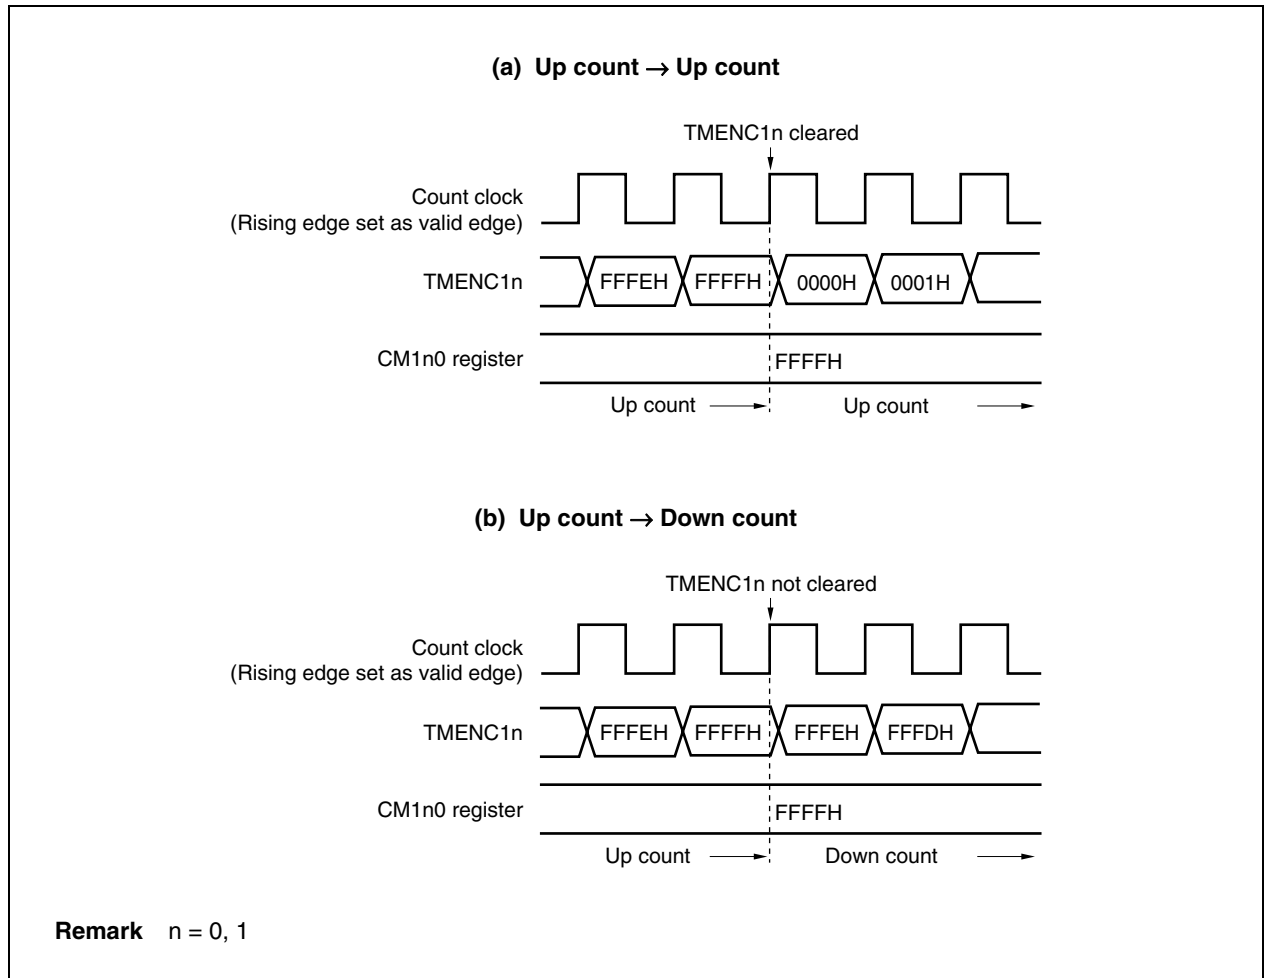 (a) Up count → Up count
TMENC1n cleared
Count clock
(Rising edge set as valid edge)
TMENC1n
FFFEH FFFFH 0000H 0001H
CM1n0 register
FFFFH
Up count Up count
(b) Up count → Down count
TMENC1n not cleared
Count clock
(Rising edge set as valid edge)
TMENC1n
FFFEH FFFFH FFFEH FFFDH
CM1n0 register
FFFFH
Up count Down count
Remark n = 0, 1